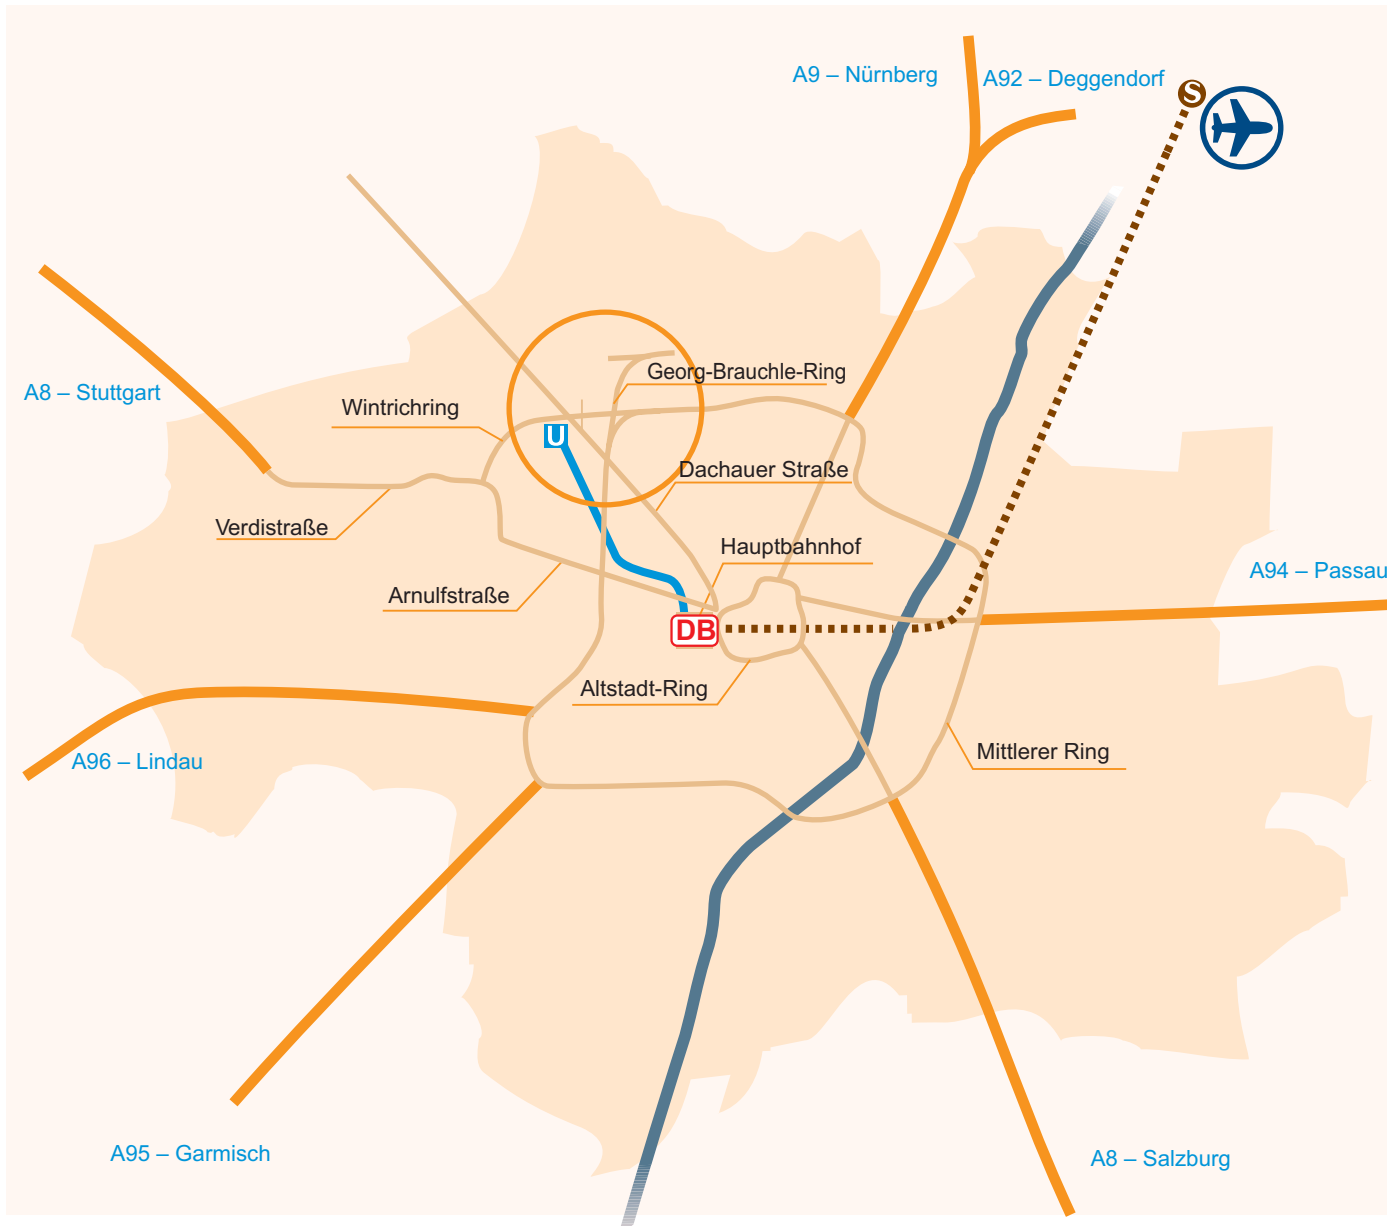 A9 – Nürnberg
A92 – Deggendorf
S
A8 – Stuttgart
Georg-Brauchle-Ring
Wintrichring
U
Dachauer Straße
Verdistraße
Hauptbahnhof
A94 – Passau
Arnulfstraße
DB
Altstadt-Ring
Mittlerer Ring
A96 – Lindau
A95 – Garmisch
A8 – Salzburg